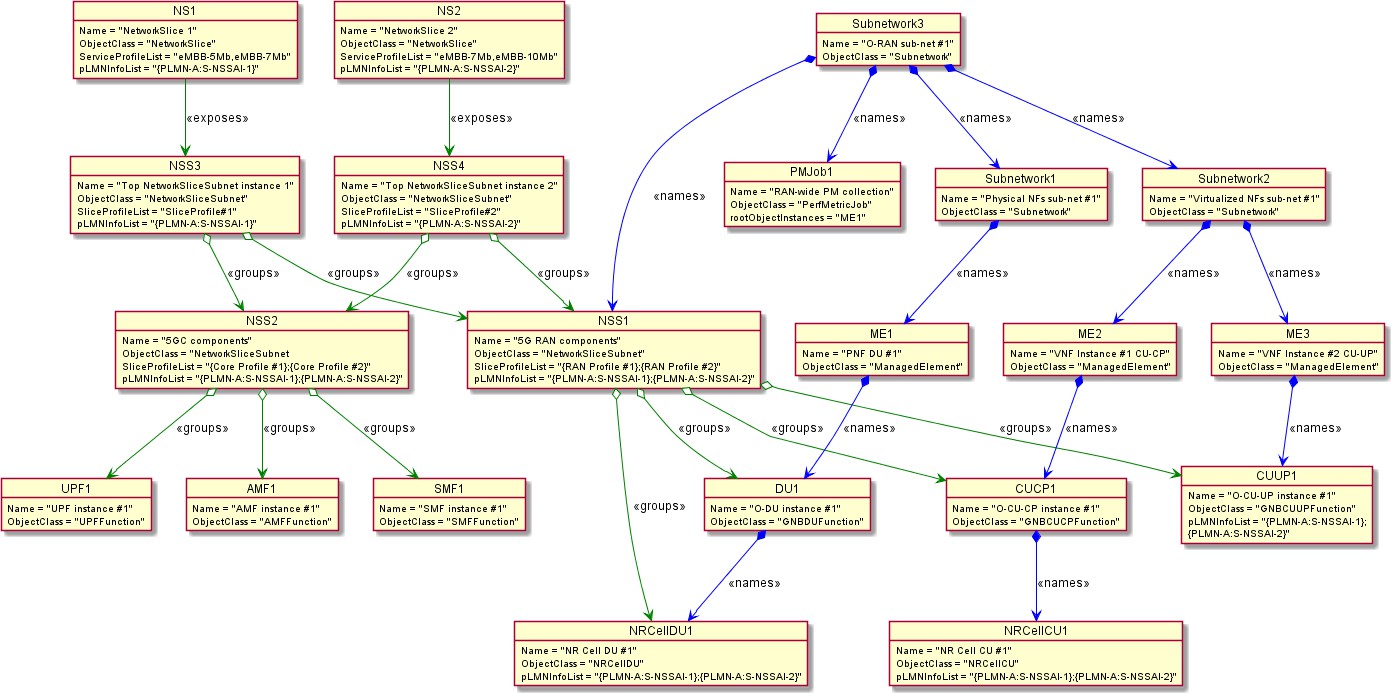 NS1
Name = "NetworkSlice 1"
ObjectClass = "NetworkSlice"
ServiceProfileList = "eMBB-5Mb,eMBB-7Mb"
pLMNInfoList = "{PLMN-A:S-NSSAI-1}"
NS2
Name = "NetworkSlice 2"
ObjectClass = "NetworkSlice"
ServiceProfileList = "eMBB-7Mb,eMBB-10Mb"
pLMNInfoList = "{PLMN-A:S-NSSAI-2}"
Subnetwork3
Name = "O-RAN sub-net #1"
ObjectClass = "Subnetwork"
«exposes»
«exposes»
«names»
«names»
«names»
NSS3
Name = "Top NetworkSliceSubnet instance 1"
ObjectClass = "NetworkSliceSubnet"
SliceProfileList = "SliceProfile#1"
pLMNInfoList = "{PLMN-A:S-NSSAI-1}"
NSS4
Name = "Top NetworkSliceSubnet instance 2"
ObjectClass = "NetworkSliceSubnet"
SliceProfileList = "SliceProfile#2"
pLMNInfoList = "{PLMN-A:S-NSSAI-2}"
«names»
PMJob1
Name = "RAN-wide PM collection"
ObjectClass = "PerfMetricJob"
rootObjectInstances = "ME1"
Subnetwork1
Name = "Physical NFs sub-net #1"
ObjectClass = "Subnetwork"
Subnetwork2
Name = "Virtualized NFs sub-net #1"
ObjectClass = "Subnetwork"
«groups»
«groups»
«groups»
«groups»
«names»
«names»
«names»
NSS2
Name = "5GC components"
ObjectClass = "NetworkSliceSubnet
SliceProfileList = "{Core Profile #1};{Core Profile #2}"
pLMNInfoList = "{PLMN-A:S-NSSAI-1};{PLMN-A:S-NSSAI-2}"
NSS1
Name = "5G RAN components"
ObjectClass = "NetworkSliceSubnet"
SliceProfileList = "{RAN Profile #1};{RAN Profile #2}"
pLMNInfoList = "{PLMN-A:S-NSSAI-1};{PLMN-A:S-NSSAI-2}"
ME1
Name = "PNF DU #1"
ObjectClass = "ManagedElement"
ME2
Name = "VNF Instance #1 CU-CP"
ObjectClass = "ManagedElement"
ME3
Name = "VNF Instance #2 CU-UP"
ObjectClass = "ManagedElement"
«groups»
«groups»
«groups»
«groups»
«groups»
«names»
«groups»
«names»
«names»
UPF1
Name = "UPF instance #1"
ObjectClass = "UPFFunction"
AMF1
Name = "AMF instance #1"
ObjectClass = "AMFFunction"
SMF1
Name = "SMF instance #1"
ObjectClass = "SMFFunction"
«groups»
DU1
Name = "O-DU instance #1"
ObjectClass = "GNBDUFunction"
CUCP1
Name = "O-CU-CP instance #1"
ObjectClass = "GNBCUCPFunction"
CUUP1
Name = "O-CU-UP instance #1"
ObjectClass = "GNBCUUPFunction"
pLMNInfoList = "{PLMN-A:S-NSSAI-1};
{PLMN-A:S-NSSAI-2}"
«names»
«names»
NRCellDU1
Name = "NR Cell DU #1"
ObjectClass = "NRCellDU"
pLMNInfoList = "{PLMN-A:S-NSSAI-1};{PLMN-A:S-NSSAI-2}"
NRCellCU1
Name = "NR Cell CU #1"
ObjectClass = "NRCellCU"
pLMNInfoList = "{PLMN-A:S-NSSAI-1};{PLMN-A:S-NSSAI-2}"